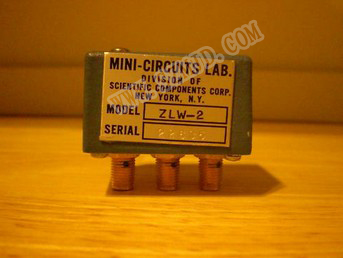 MINI-CIRCUITS LAB.
DIVISION OF
SCIENTIFIC COMPONENTS CORP.
NEW YORK, N.Y.
MODEL ZLW-2
SERIAL